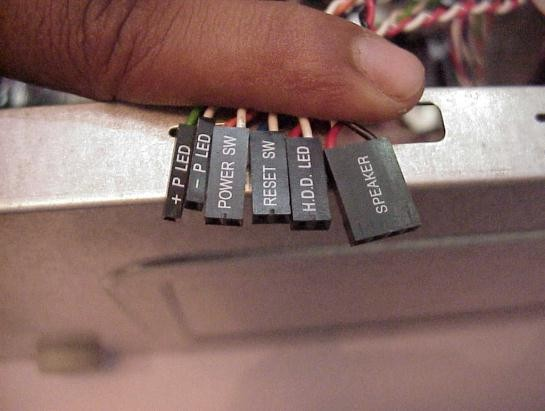 + P LED
– P LED
POWER SW
RESET SW
H.D.D. LED
SPEAKER